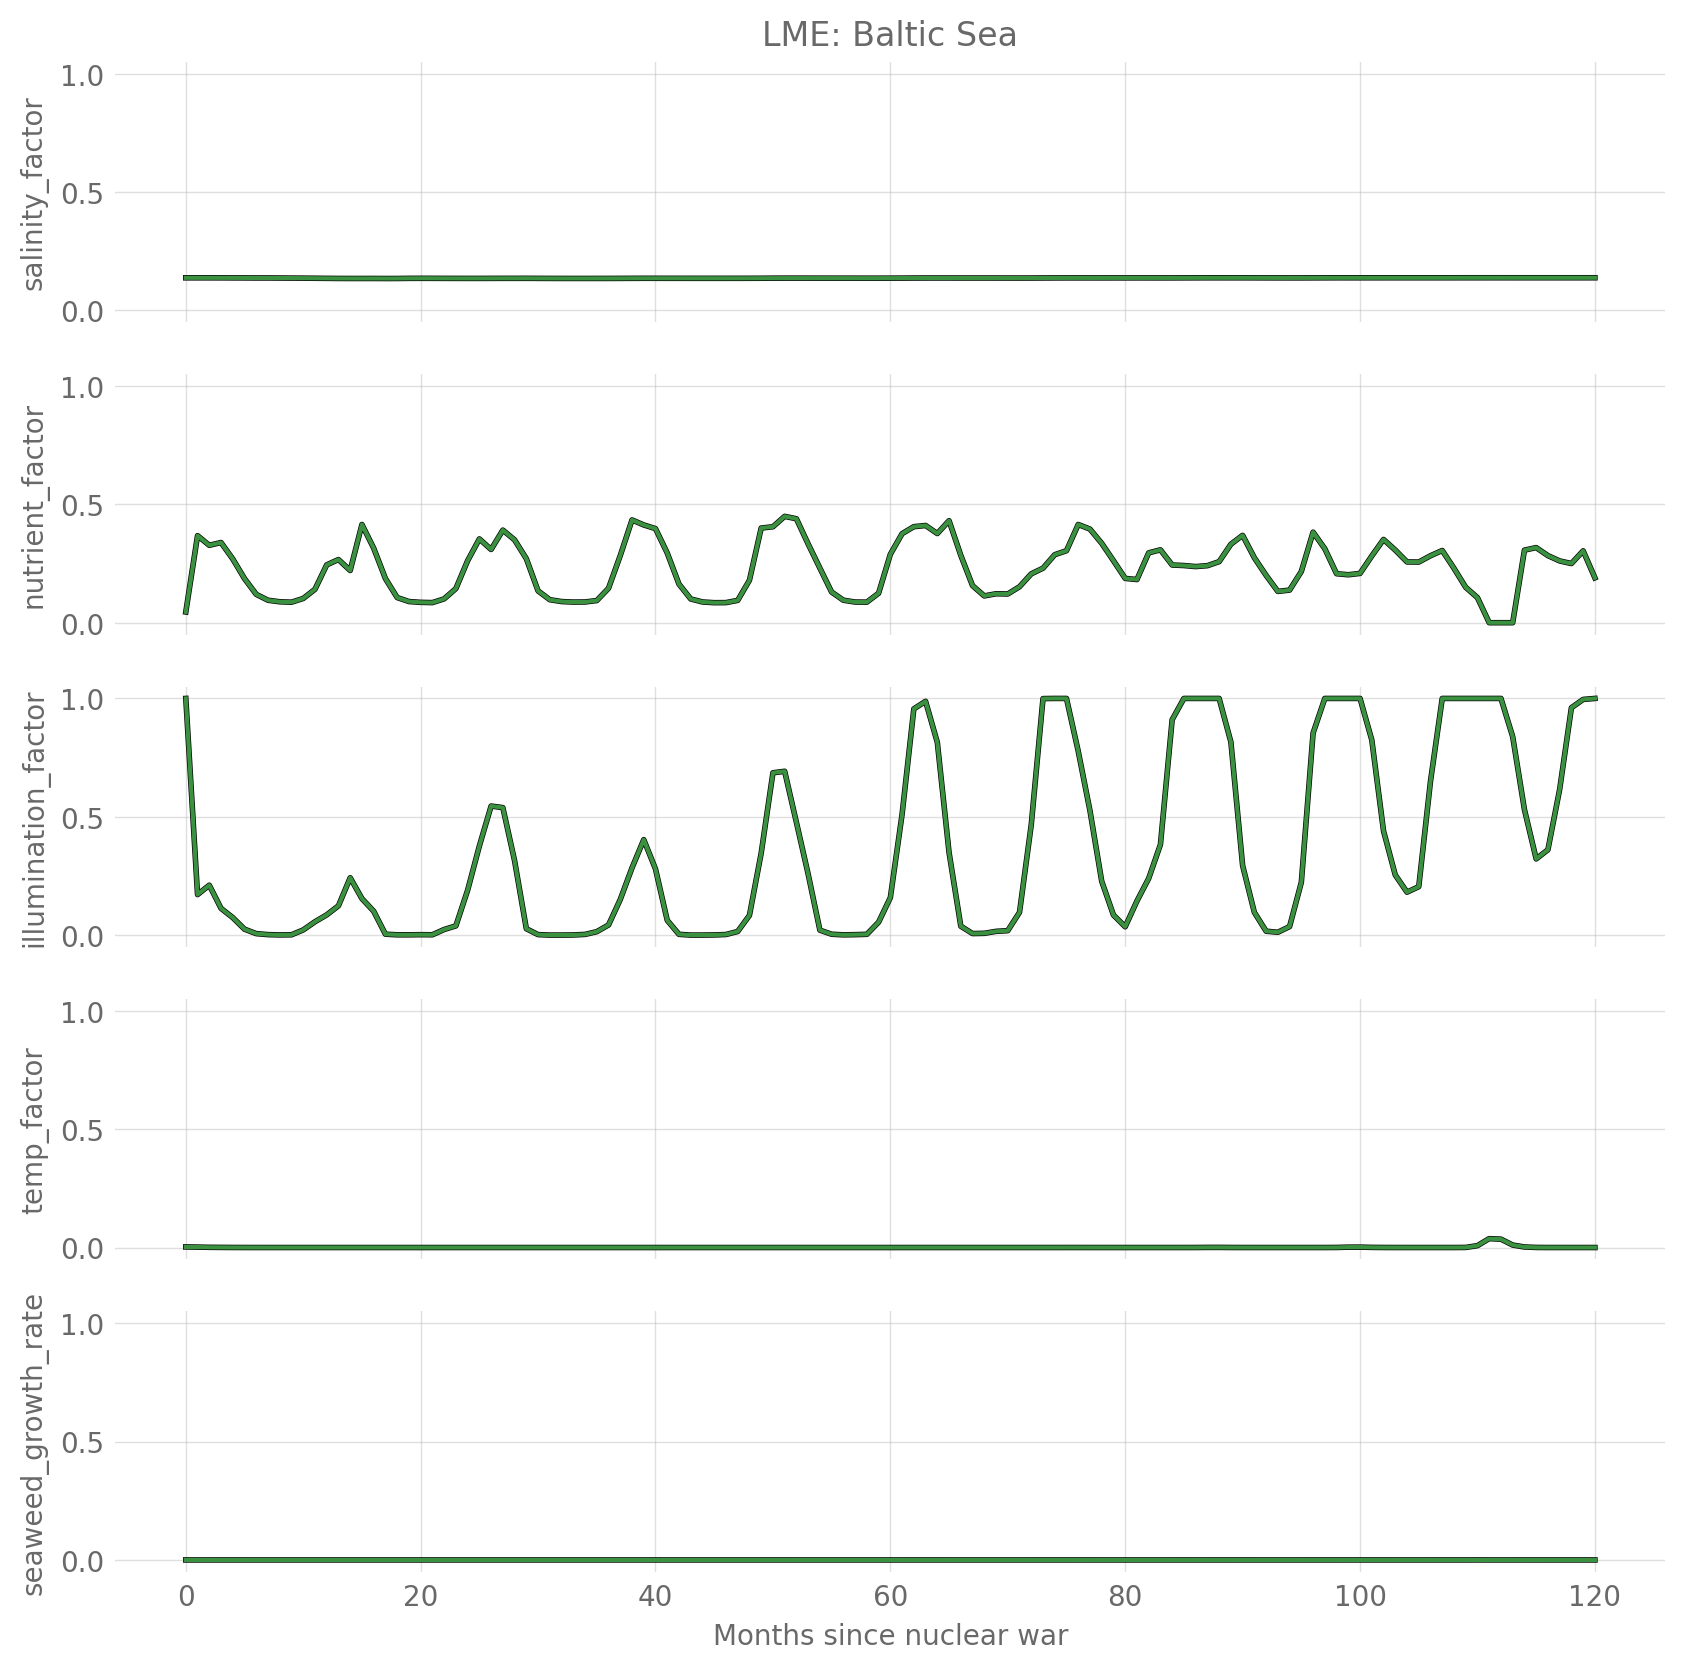 LME: Baltic Sea
1.0
0.5
0.0
salinity_factor
1.0
0.5
0.0
nutrient_factor
1.0
0.5
0.0
illumination_factor
1.0
0.5
0.0
temp_factor
1.0
0.5
0.0
seaweed_growth_rate
0 20 40 60 80 100 120
Months since nuclear war